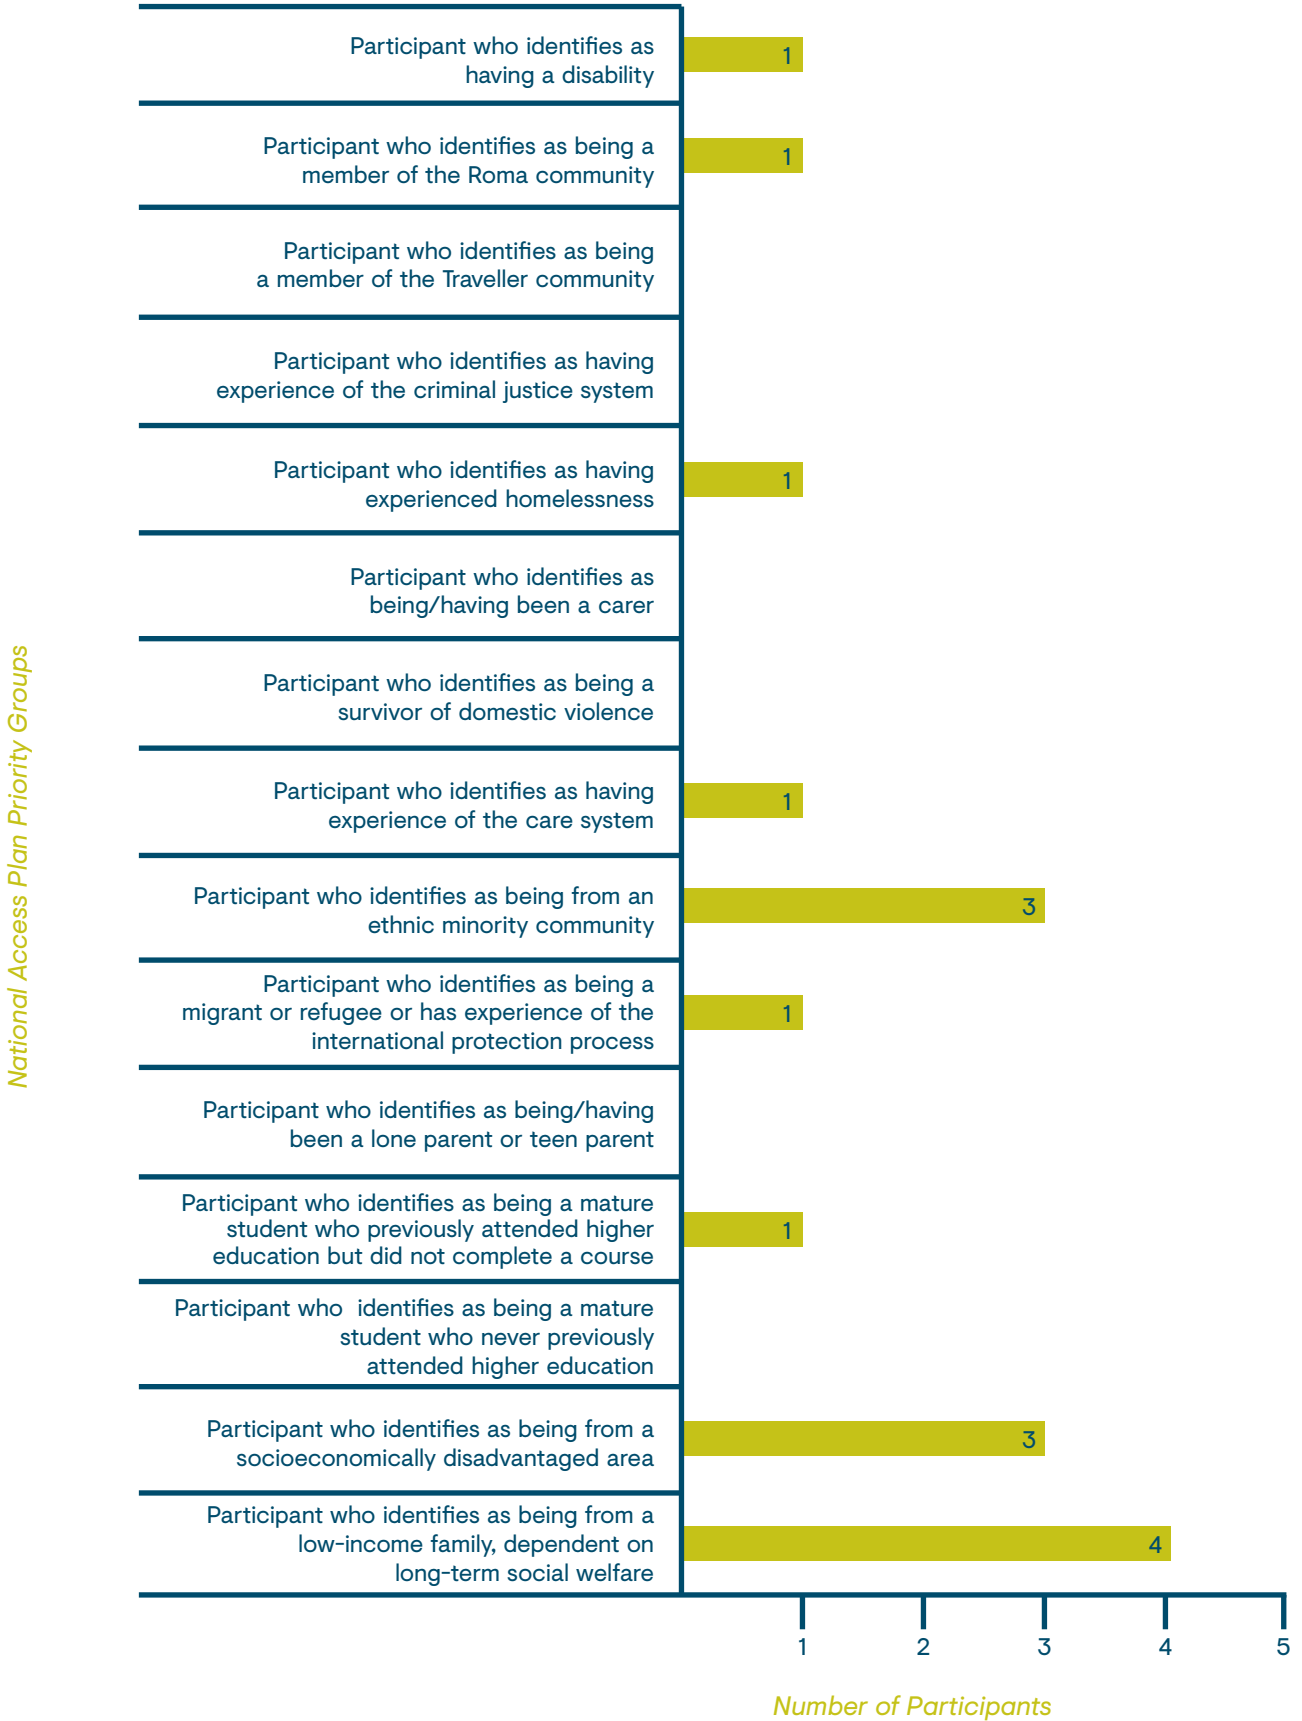 Participant who identifies as
having a disability
1
Participant who identifies as being a
member of the Roma community
1
Participant who identifies as being
a member of the Traveller community
Participant who identifies as having
experience of the criminal justice system
Participant who identifies as having
experienced homelessness
1
Participant who identifies as
being/having been a carer
Participant who identifies as being a
survivor of domestic violence
Participant who identifies as having
experience of the care system
1
Participant who identifies as being from an
ethnic minority community
3
Participant who identifies as being a
migrant or refugee or has experience of the
international protection process
1
Participant who identifies as being/having
been a lone parent or teen parent
Participant who identifies as being a mature
student who previously attended higher
education but did not complete a course
1
Participant who  identifies as being a mature
student who never previously
attended higher education
Participant who identifies as being from a
socioeconomically disadvantaged area
3
Participant who identifies as being from a
low-income family, dependent on
long-term social welfare
4
1 2 3 4 5
Number of Participants
National Access Plan Priority Groups